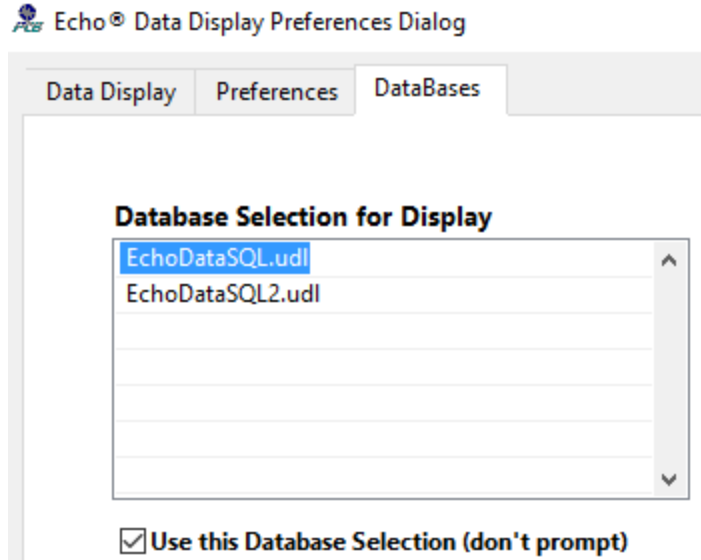 PCB Echo® Data Display Preferences Dialog
Data Display Preferences DataBases
Database Selection for Display
EchoDataSQL.udl
EchoDataSQL2.udl
Use this Database Selection (don't prompt)